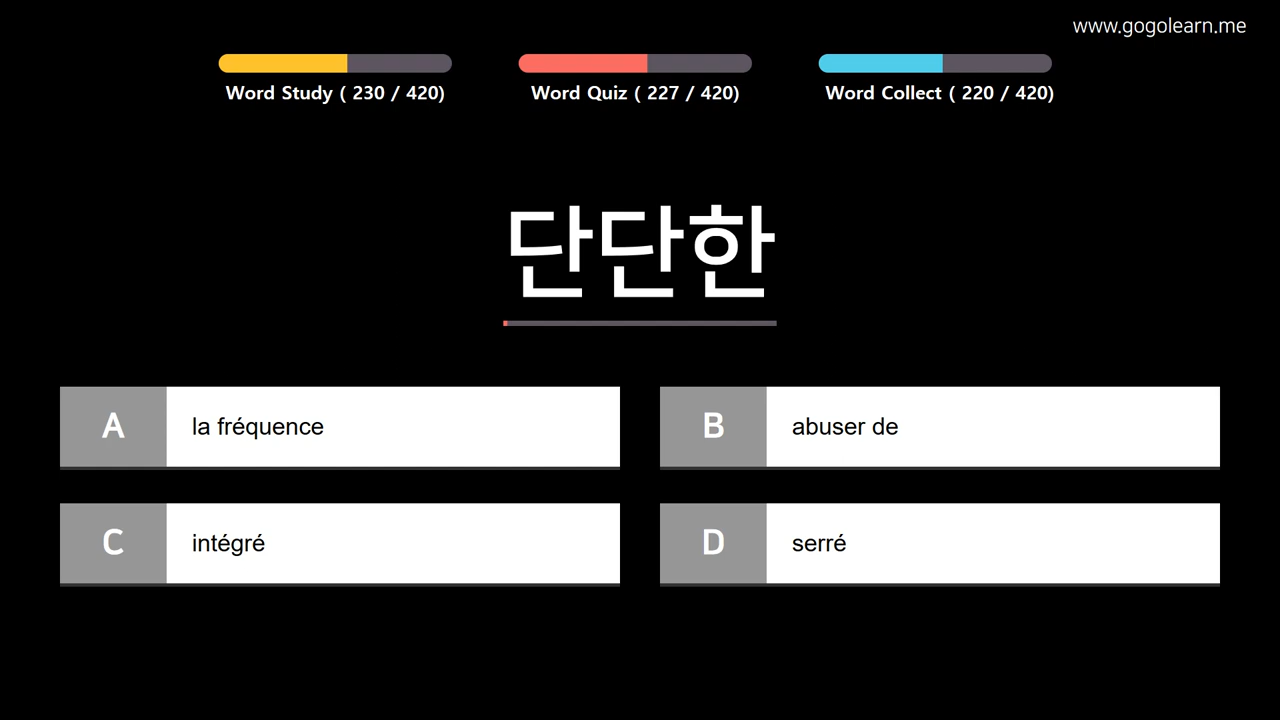 www.gogolearn.me
Word Study ( 230 / 420)
Word Quiz ( 227 / 420)
Word Collect ( 220 / 420)
단단한
A la fréquence
B abuser de
C intégré
D serré